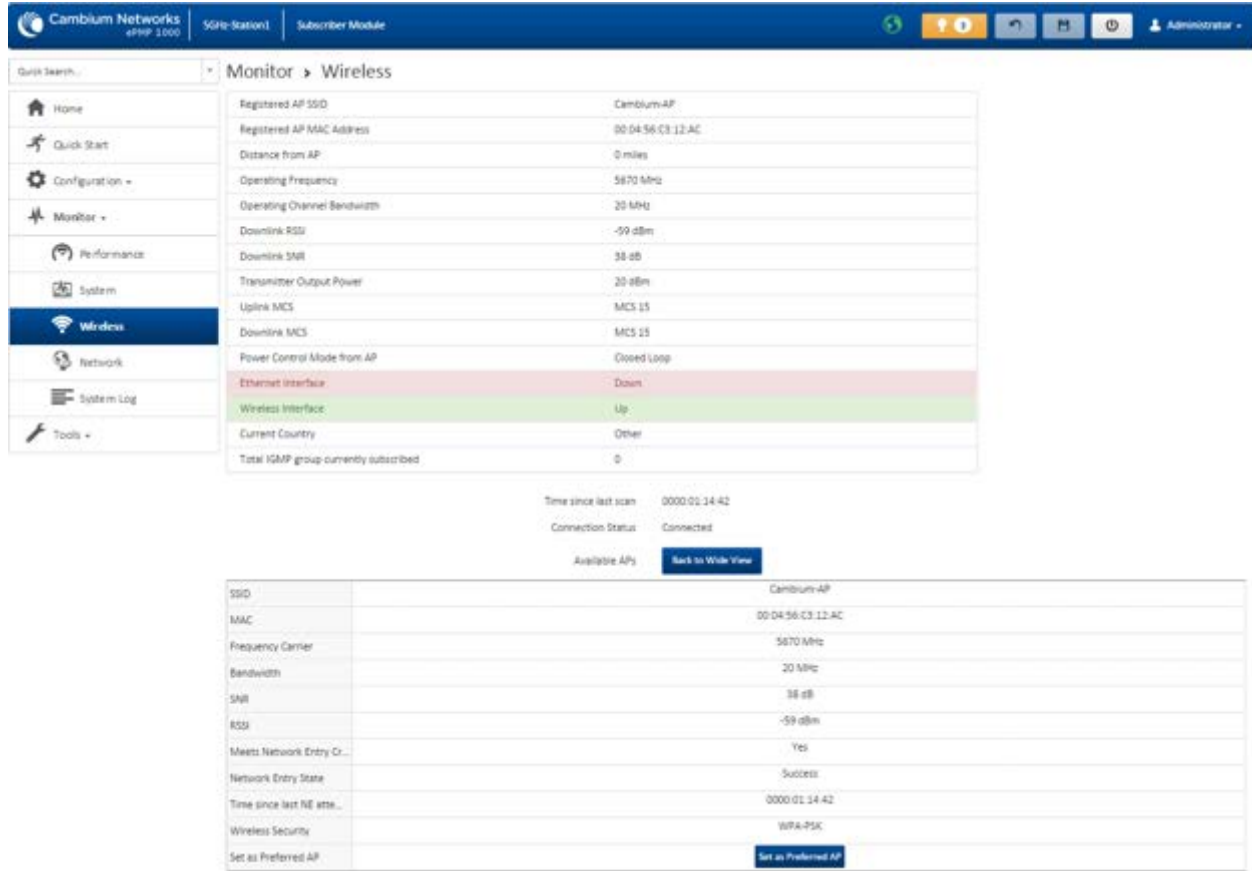 Cambium Networks
ePMP 1000
5GHz-Station1
Subscriber Module
3
Administrator
Quick Search...
Monitor > Wireless
Home
Quick Start
Configuration
Monitor
Performance
System
Wireless
Network
System Log
Tools
Registered AP SSID Cambium-AP
Registered AP MAC Address 00:04:56:C3:12:AC
Distance from AP 0 miles
Operating Frequency 5670 MHz
Operating Channel Bandwidth 20 MHz
Downlink RSSI -59 dBm
Downlink SNR 38 dB
Transmitter Output Power 20 dBm
Uplink MCS MCS 15
Downlink MCS MCS 15
Power Control Mode from AP Closed Loop
Ethernet Interface Down
Wireless Interface Up
Current Country Other
Total IGMP group currently subscribed 0
Time since last scan 0000:01:14:42
Connection Status Connected
Available APs Back to Wide View
SSID Cambium-AP
MAC 00:04:56:C3:12:AC
Frequency Carrier 5670 MHz
Bandwidth 20 MHz
SNR 38 dB
RSSI -59 dBm
Meets Network Entry Cr... Yes
Network Entry State Success
Time since last NE atte... 0000:01:14:42
Wireless Security WPA-PSK
Set as Preferred AP Set as Preferred AP